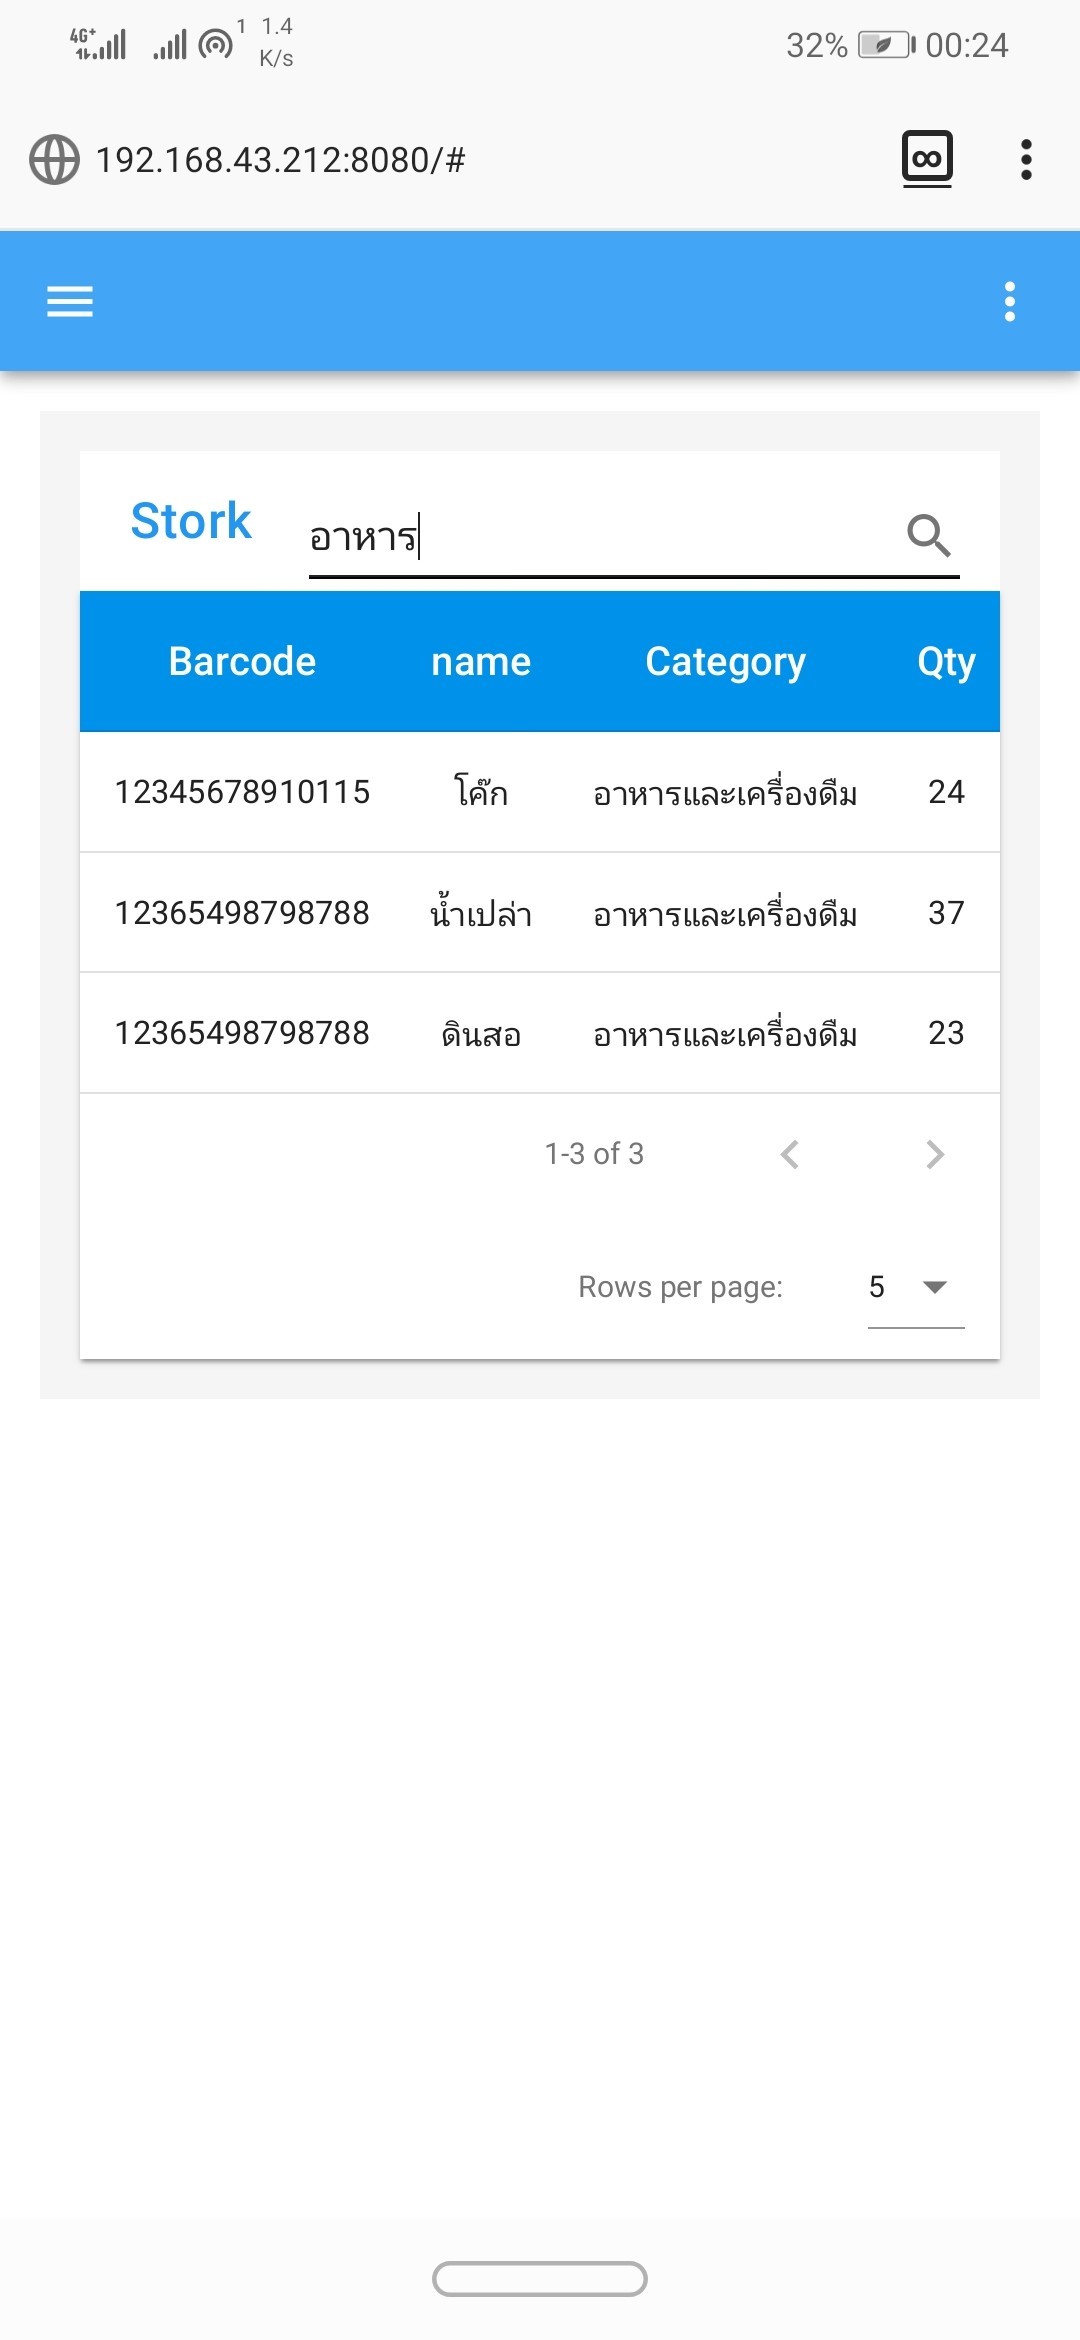 4G+ 1 1.4 K/s 32% 00:24
192.168.43.212:8080/#
Stork อาหาร
Barcode name Category Qty
12345678910115 โค๊ก อาหารและเครื่องดืม 24
12365498798788 น้ำเปล่า อาหารและเครื่องดืม 37
12365498798788 ดินสอ อาหารและเครื่องดืม 23
1-3 of 3
Rows per page: 5